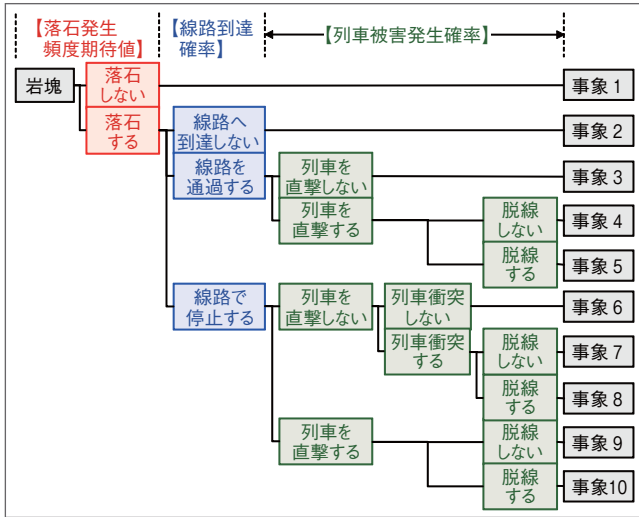 【落石発生
頻度期待値】
【線路到達
確率】
【列車被害発生確率】
岩塊
落石
しない
事象1
落石
する
線路へ
到達しない
事象2
線路を
通過する
列車を
直撃しない
事象3
列車を
直撃する
脱線
しない
事象4
脱線
する
事象5
線路で
停止する
列車を
直撃しない
列車衝突
しない
事象6
列車衝突
する
脱線
しない
事象7
脱線
する
事象8
列車を
直撃する
脱線
しない
事象9
脱線
する
事象10